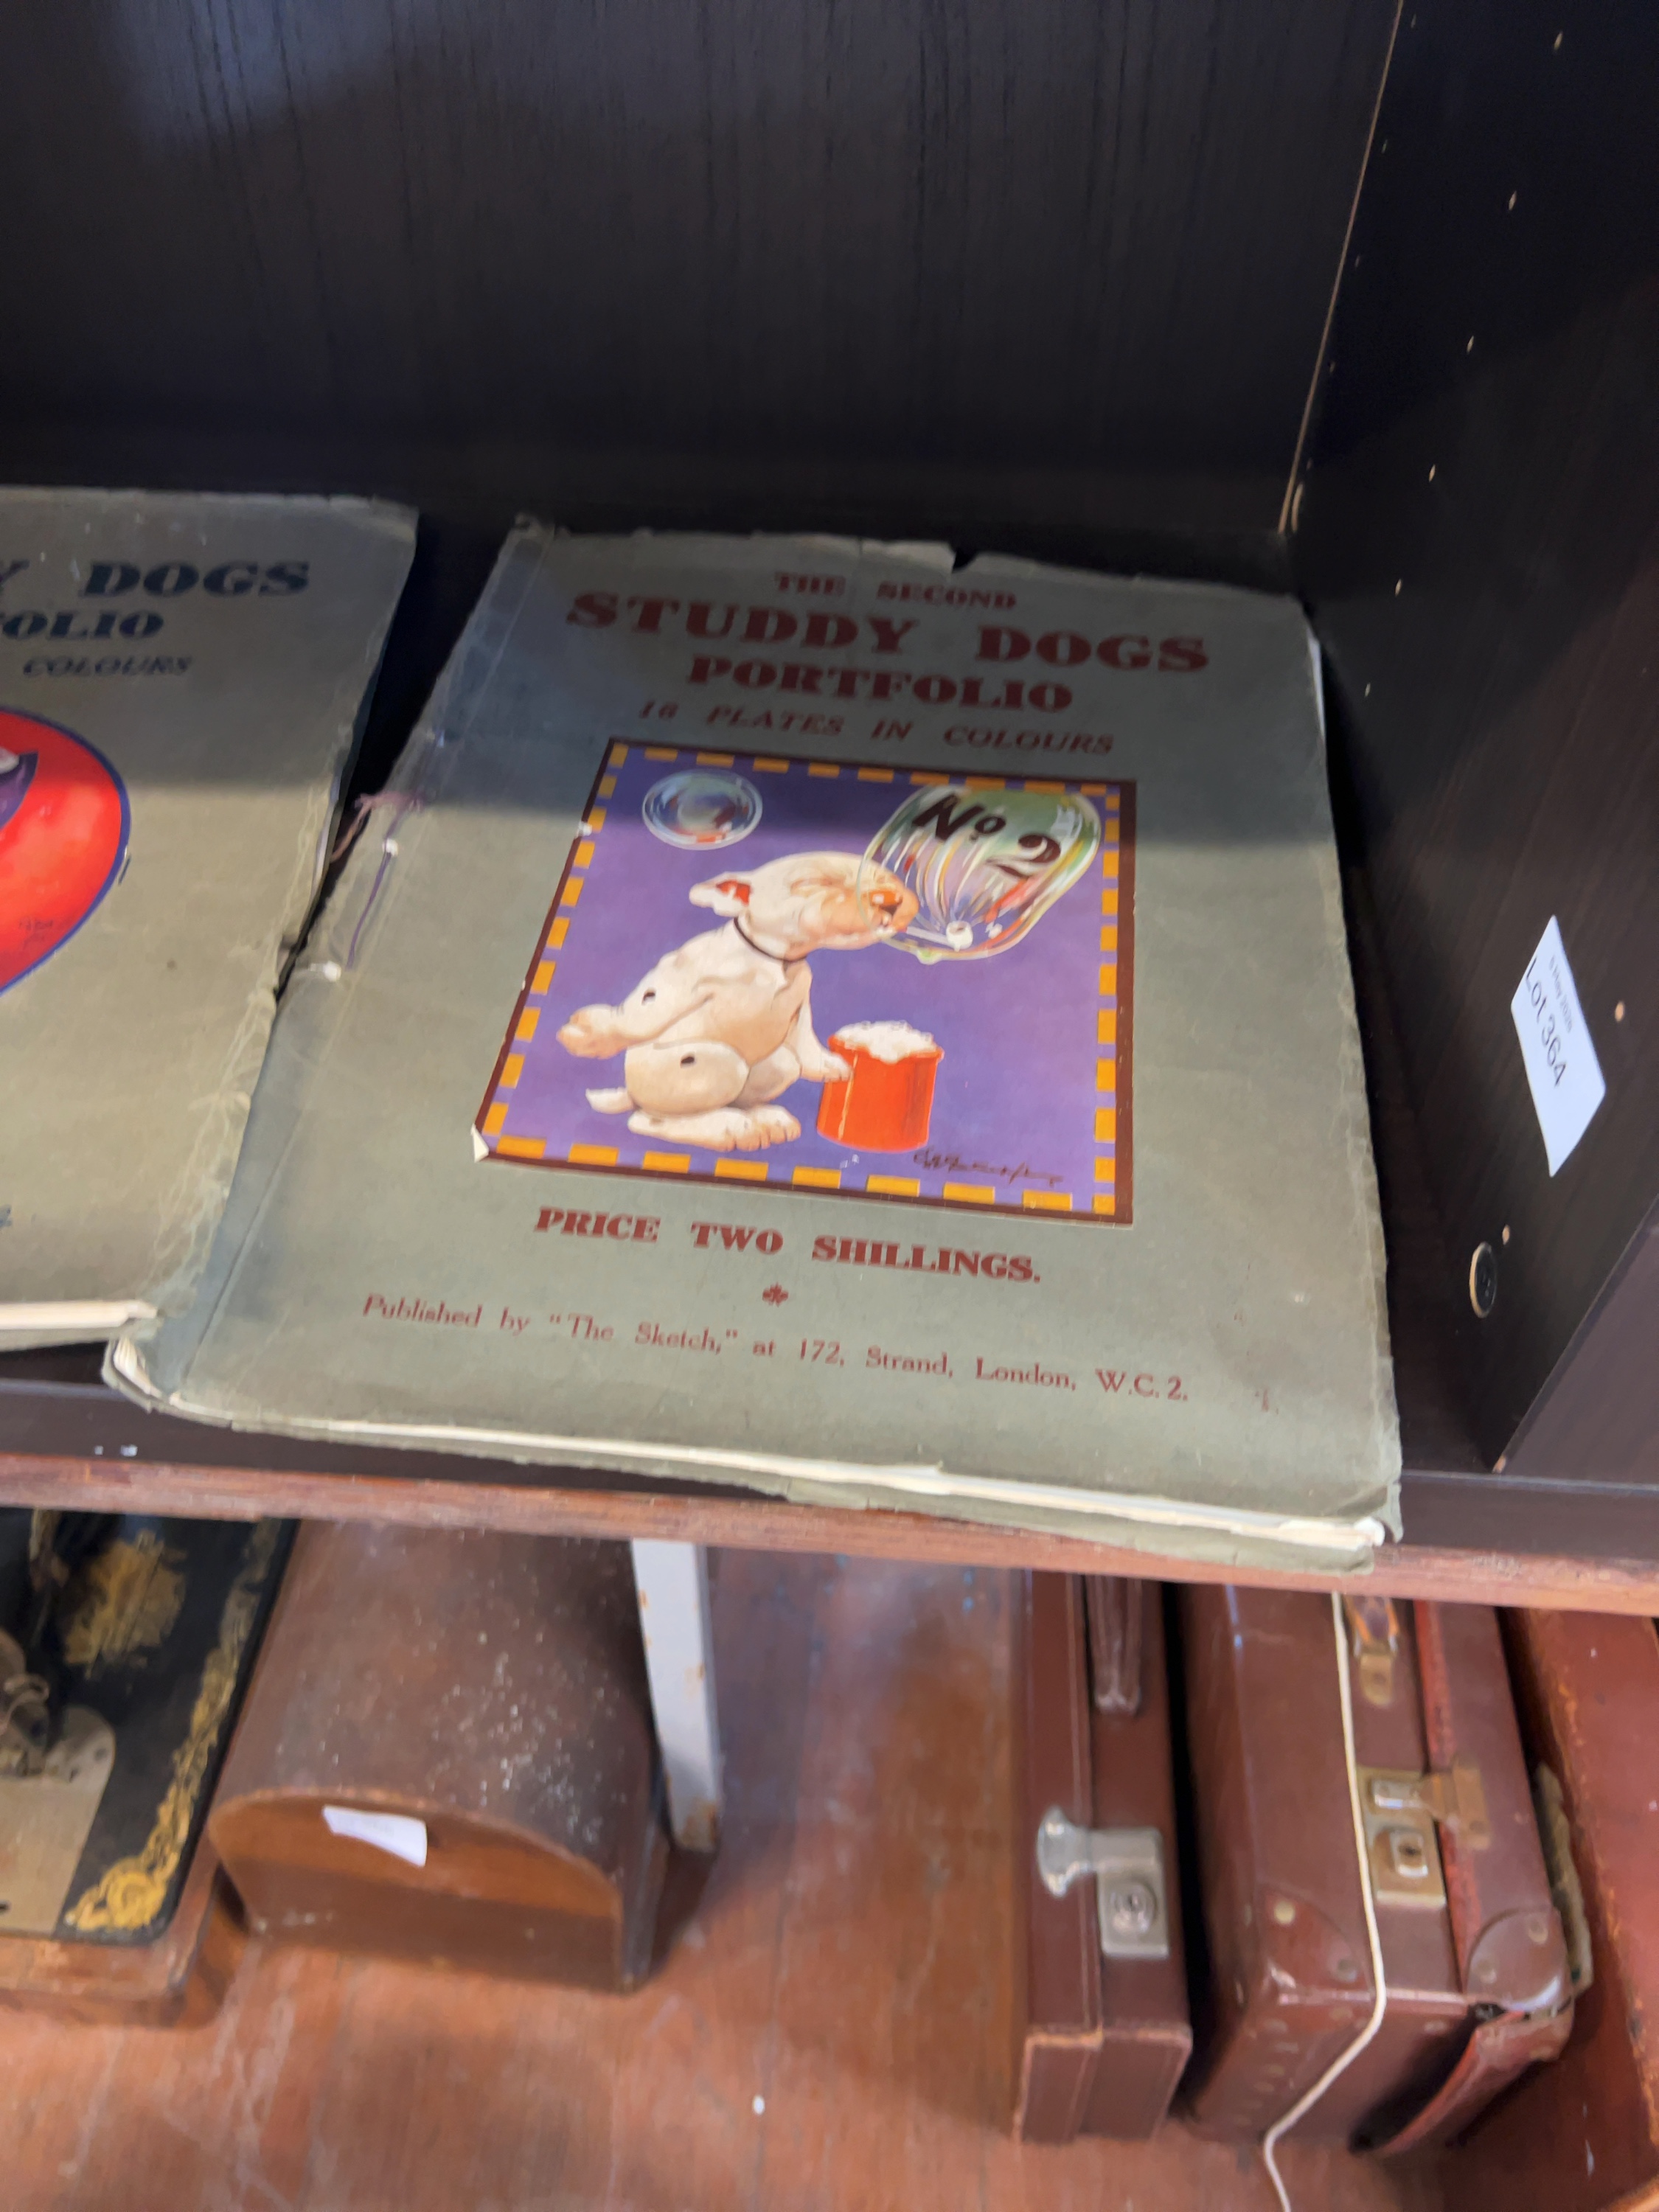 Y DOGS
OLIO
COLOURS
THE SECOND
STUDDY DOGS
PORTFOLIO
16 PLATES IN COLOURS
No 2
PRICE TWO SHILLINGS.
Published by "The Sketch," at 172, Strand, London, W.C.2.
Lot 364